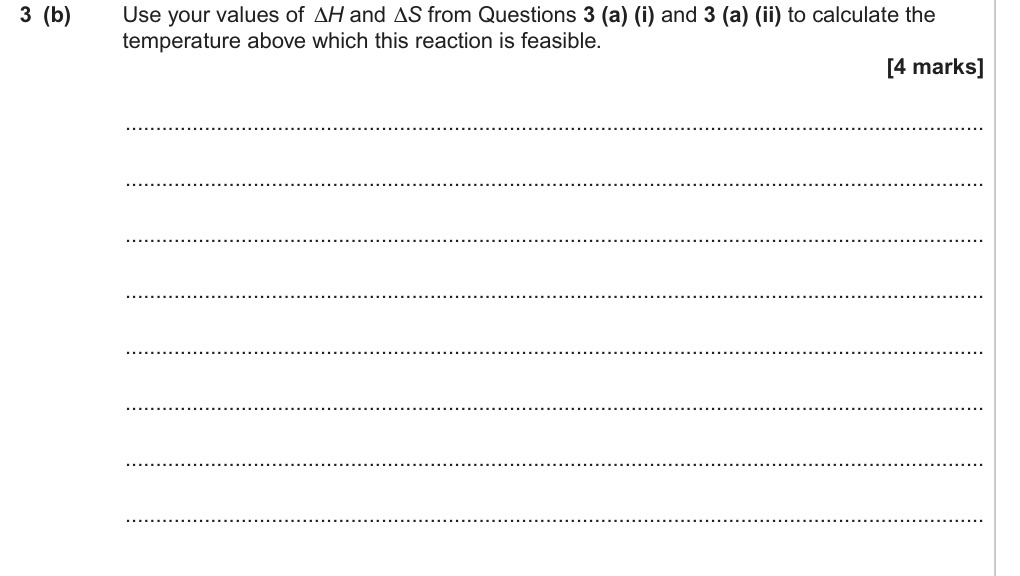 3 (b) Use your values of ΔH and ΔS from Questions 3 (a) (i) and 3 (a) (ii) to calculate the
temperature above which this reaction is feasible.
[4 marks]